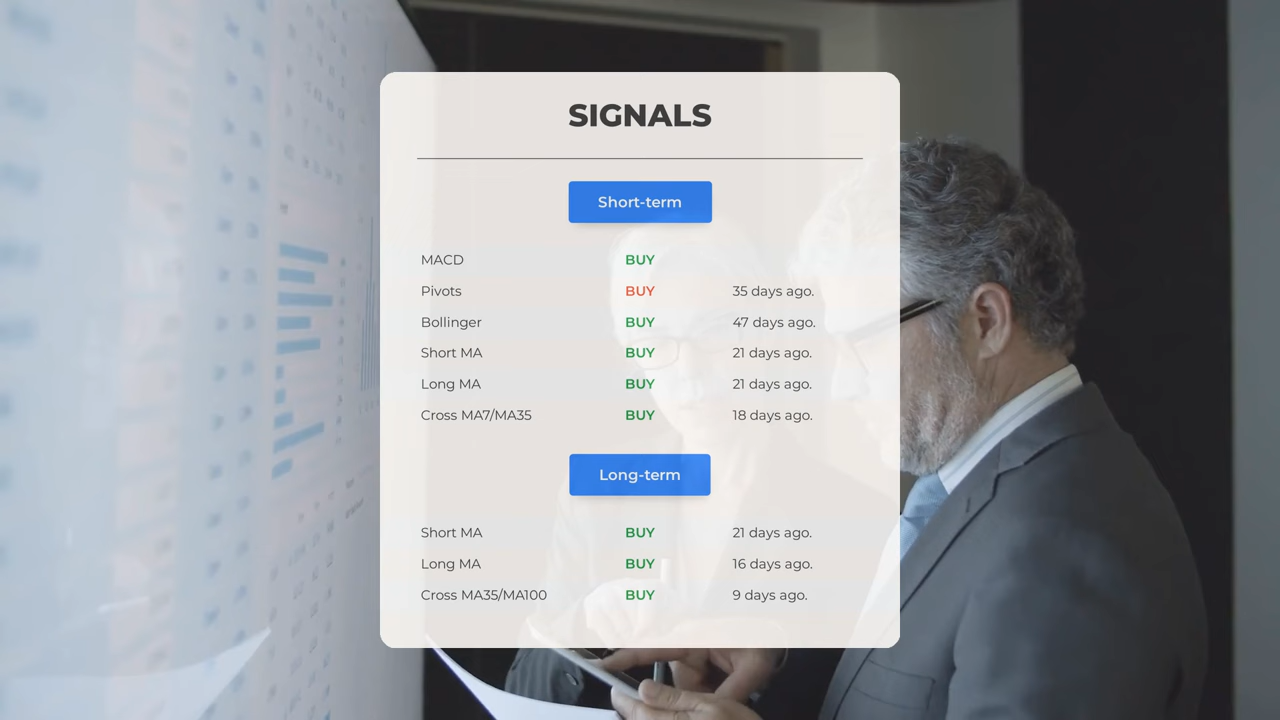 SIGNALS
Short-term
MACD BUY
Pivots BUY 35 days ago.
Bollinger BUY 47 days ago.
Short MA BUY 21 days ago.
Long MA BUY 21 days ago.
Cross MA7/MA35 BUY 18 days ago.
Long-term
Short MA BUY 21 days ago.
Long MA BUY 16 days ago.
Cross MA35/MA100 BUY 9 days ago.